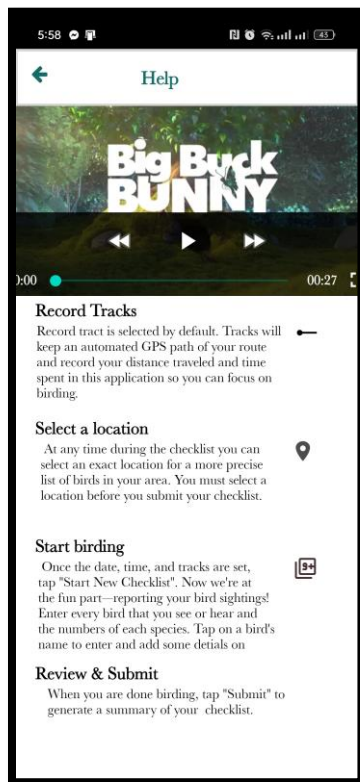 5:58
43
Help
Big Buck
BUNNY
0:00
00:27
Record Tracks
Record tract is selected by default. Tracks will
keep an automated GPS path of your route
and record your distance traveled and time
spent in this application so you can focus on
birding.
Select a location
At any time during the checklist you can
select an exact location for a more precise
list of birds in your area. You must select a
location before you submit your checklist.
Start birding
9+
Once the date, time, and tracks are set,
tap "Start New Checklist". Now we're at
the fun part—reporting your bird sightings!
Enter every bird that you see or hear and
the numbers of each species. Tap on a bird's
name to enter and add some detials on
Review & Submit
When you are done birding, tap "Submit" to
generate a summary of your checklist.